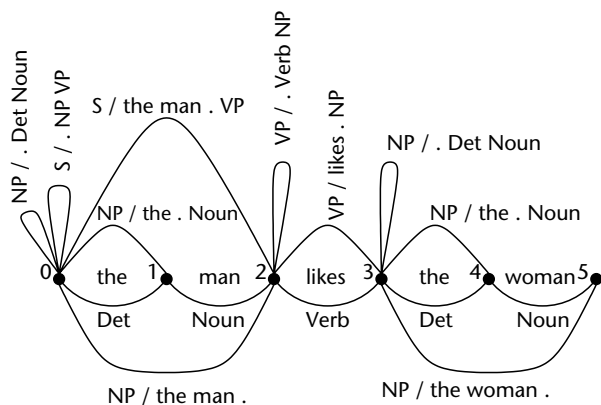 NP / . Det Noun
S / . NP VP
S / the man . VP
VP / . Verb NP
VP / likes . NP
NP / . Det Noun
NP / the . Noun
NP / the . Noun
0 the 1 man 2 likes 3 the 4 woman 5
Det Noun Verb Det Noun
NP / the man .
NP / the woman .